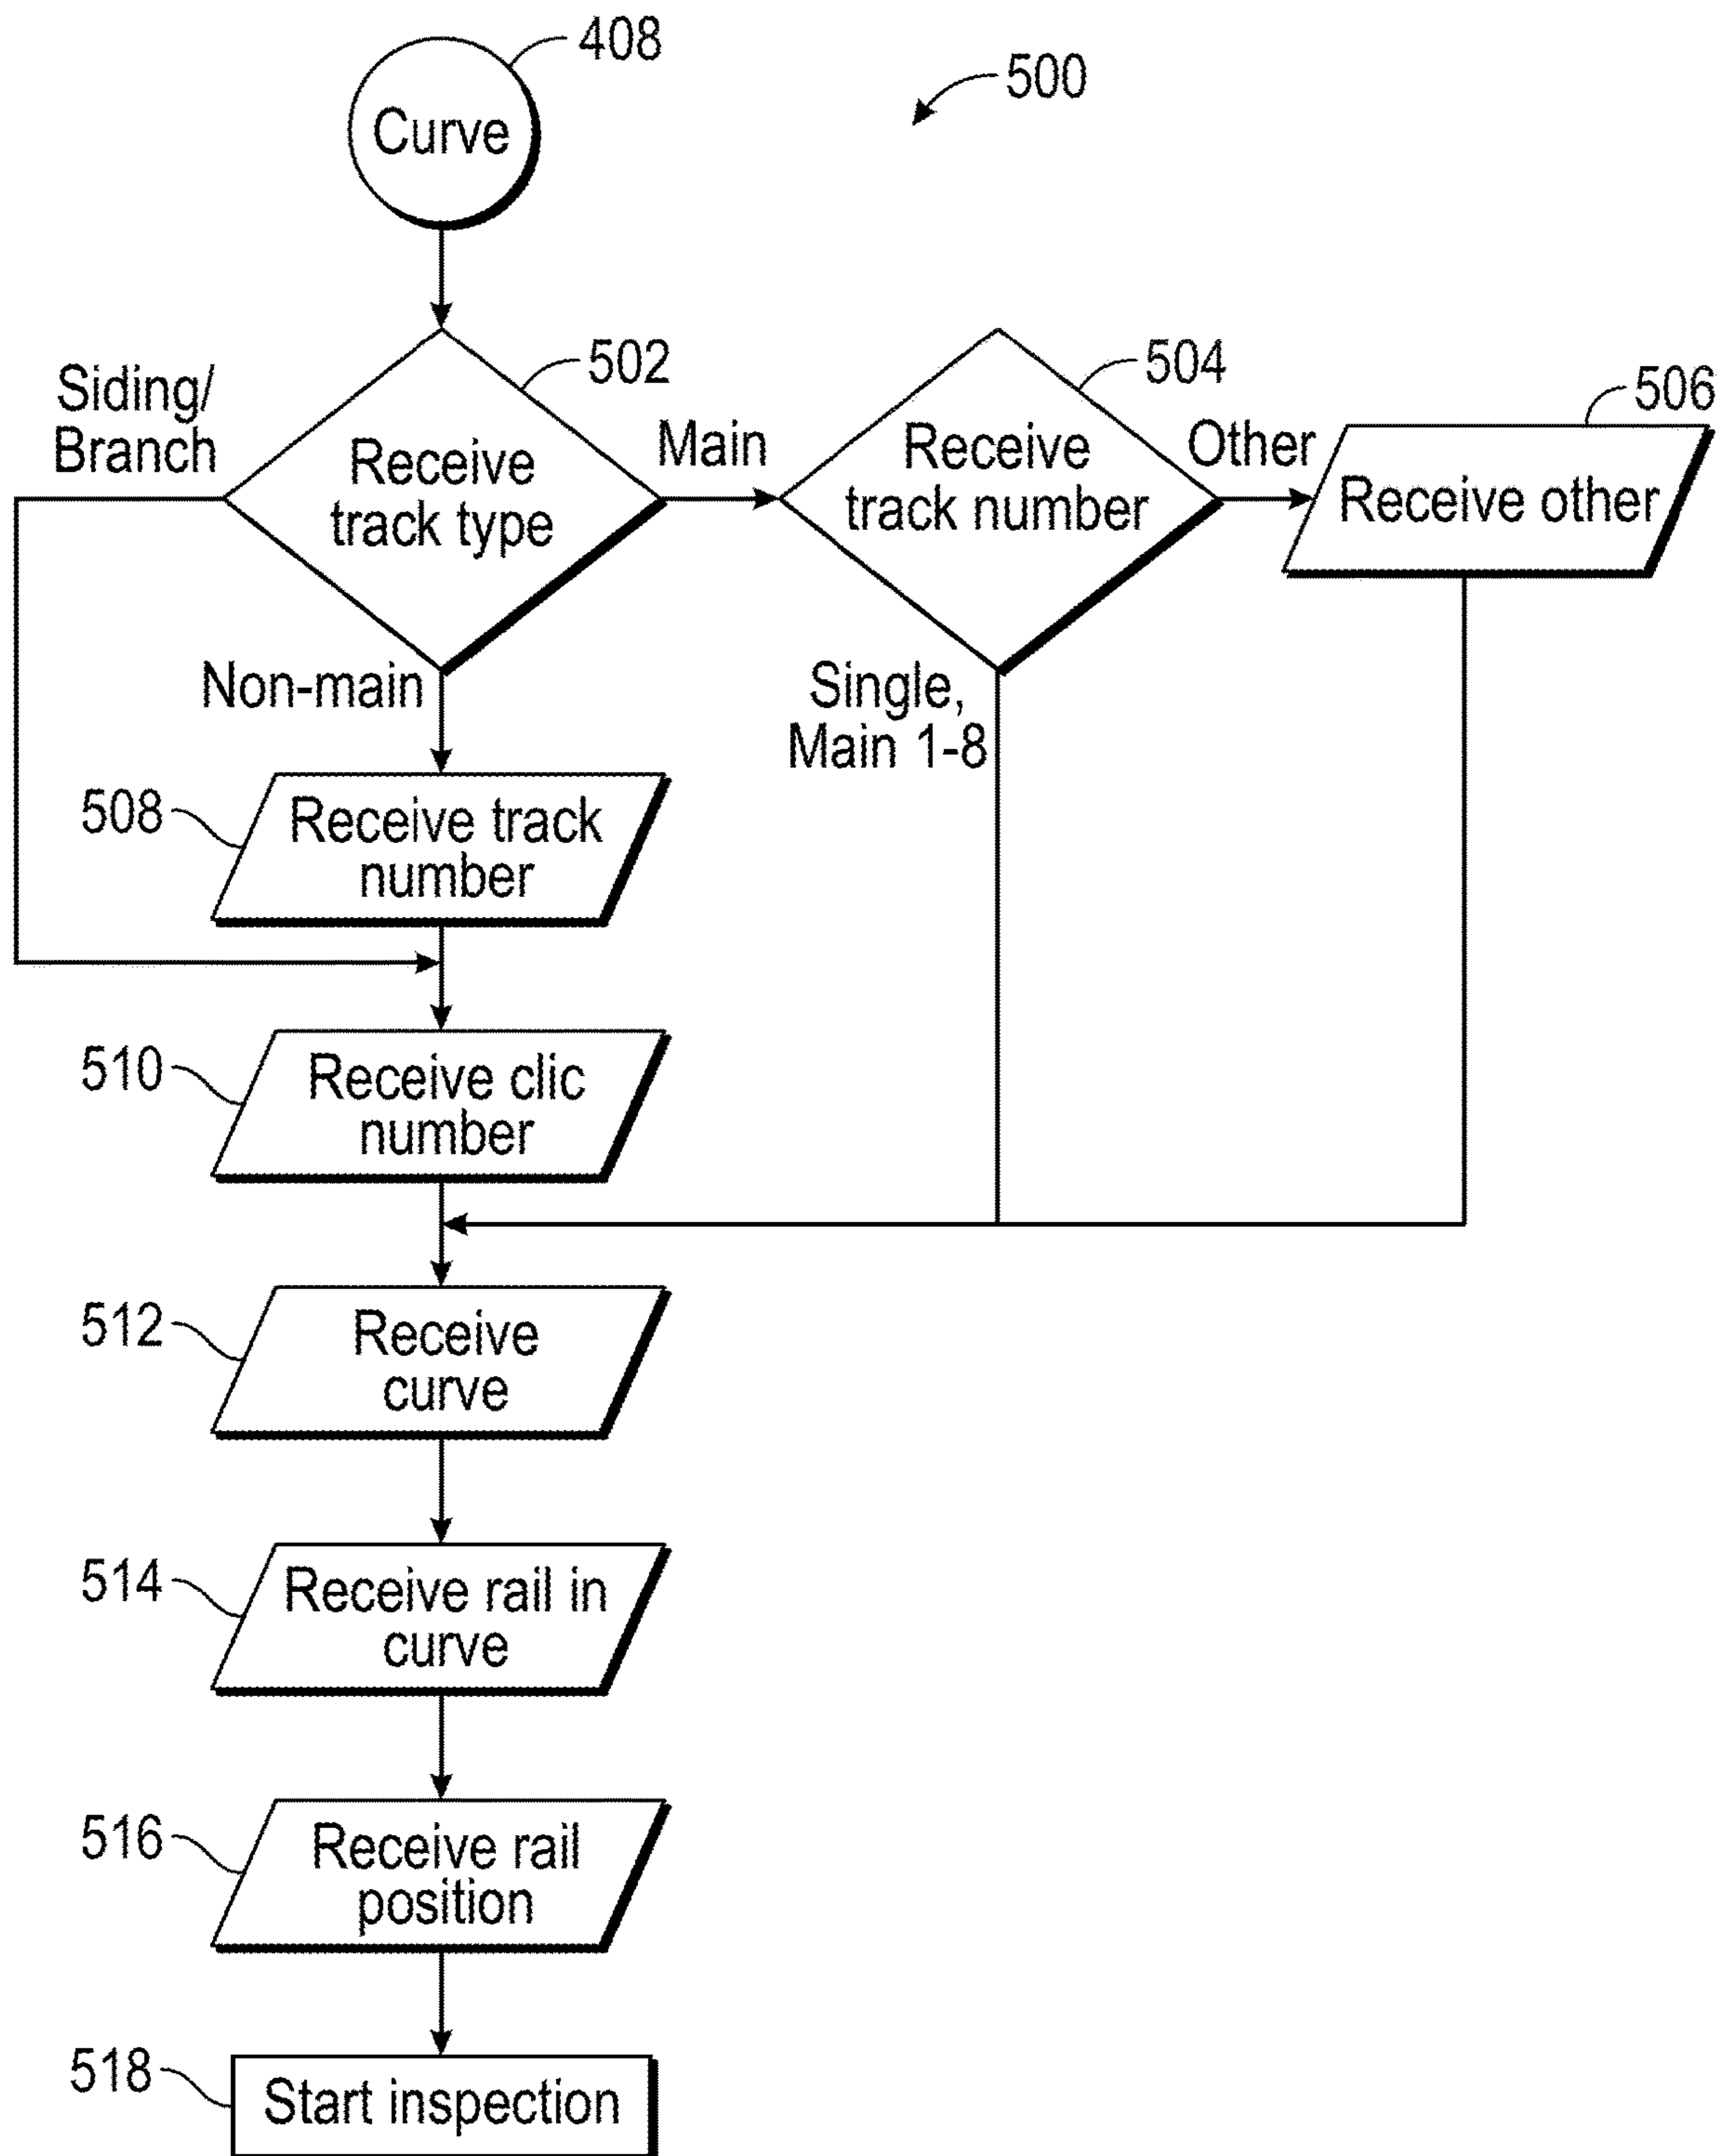 408
500
Curve
Siding/
Branch
502
Receive
track type
Main
504
Receive
track number
Other
506
Receive other
Non-main
Single,
Main 1-8
508
Receive track
number
510
Receive clic
number
512
Receive
curve
514
Receive rail in
curve
516
Receive rail
position
518
Start inspection